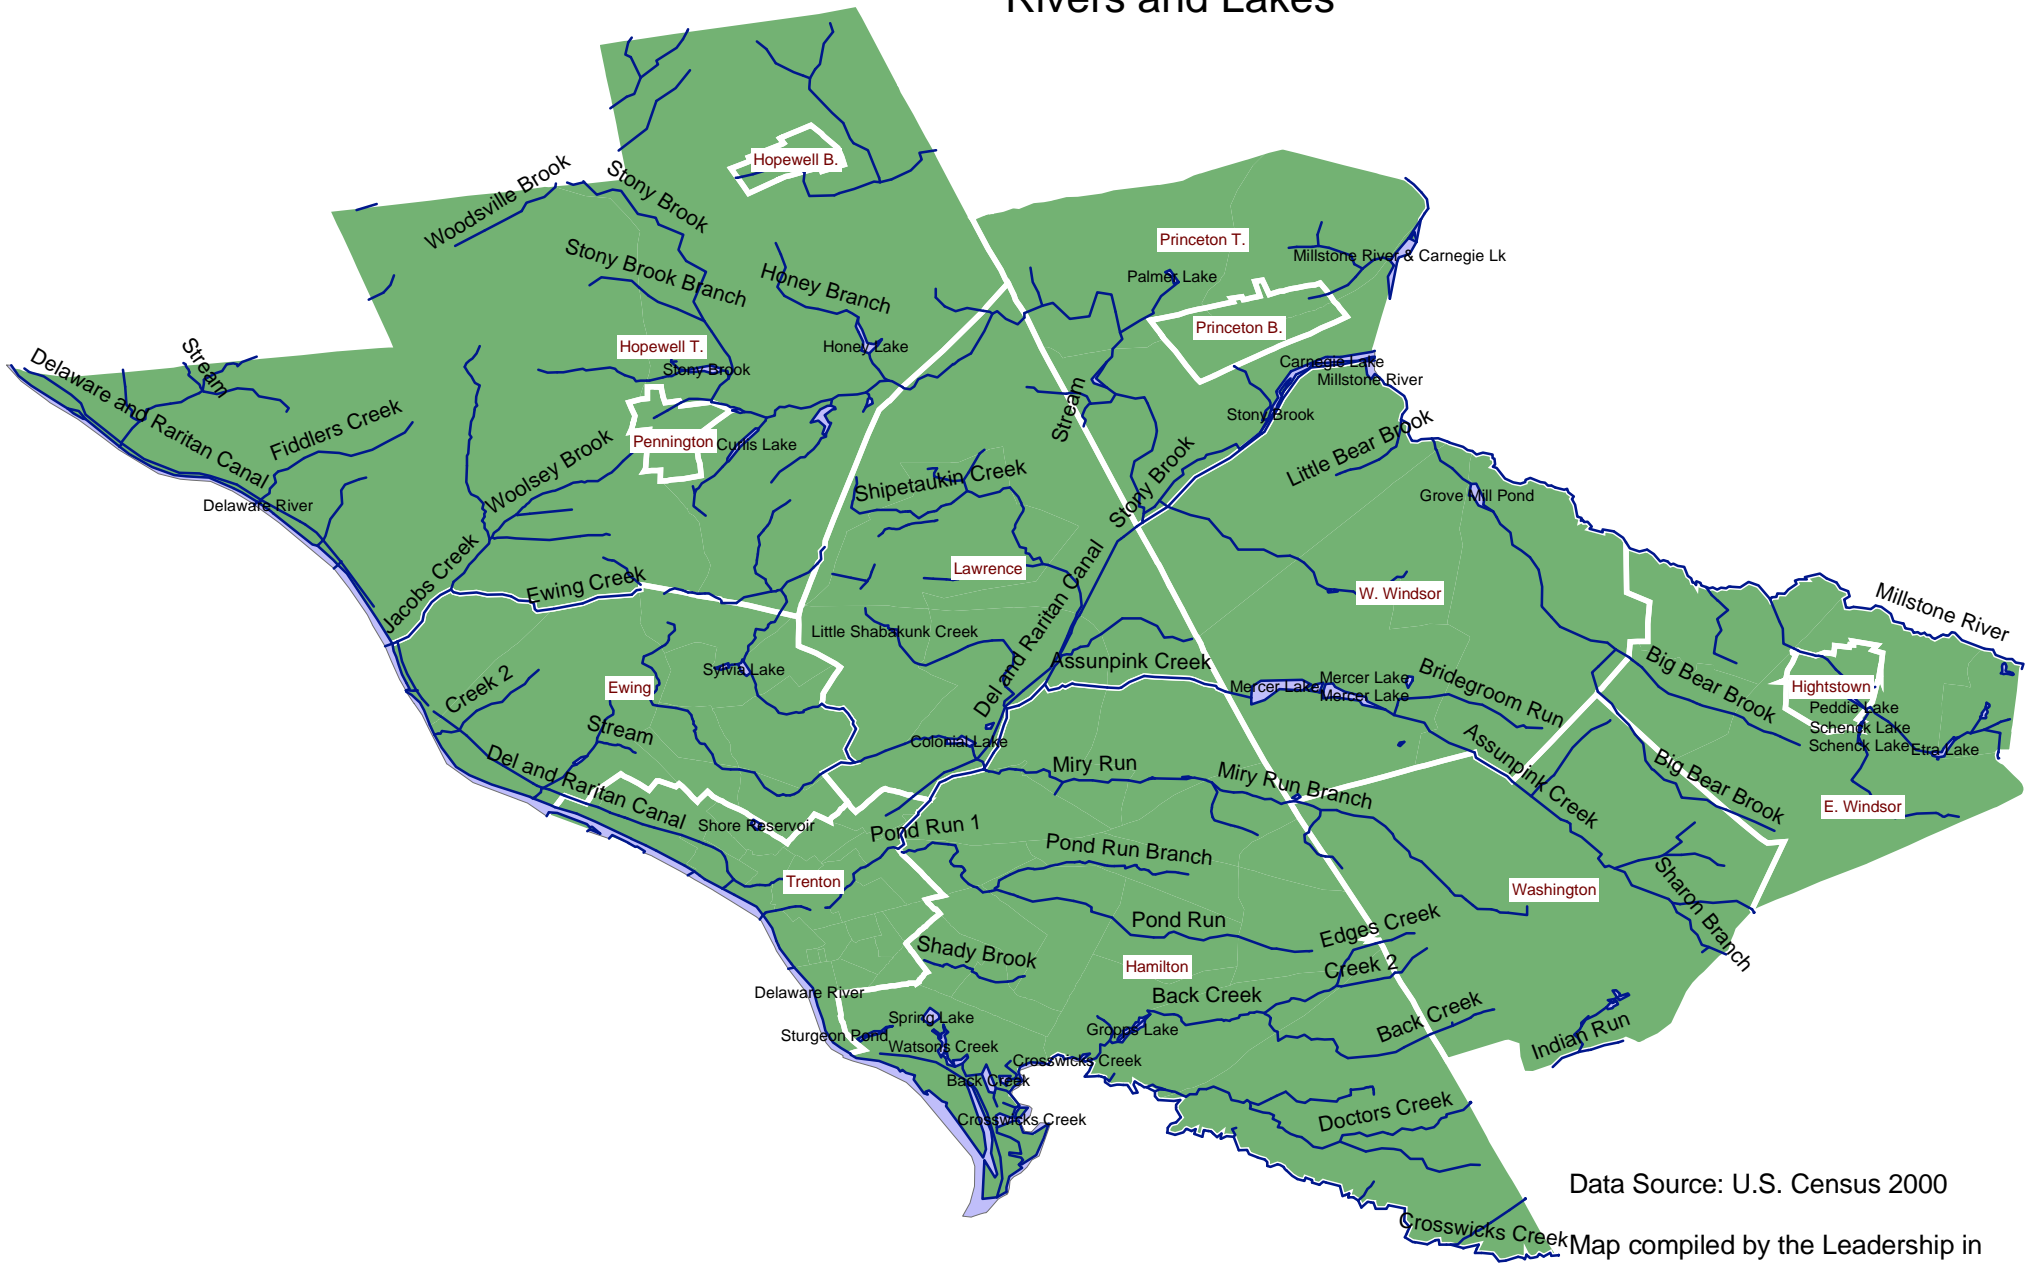 Rivers and Lakes
Hopewell B.
Woodsville Brook
Stony Brook
Stony Brook Branch
Honey Branch
Princeton T.
Millstone River & Carnegie Lk
Palmer Lake
Princeton B.
Hopewell T.
Honey Lake
Stony Brook
Stream
Delaware and Raritan Canal
Fiddlers Creek
Carnegie Lake
Millstone River
Stream
Stony Brook
Little Bear Brook
Pennington
Curlis Lake
Woolsey Brook
Shipetaukin Creek
Stony Brook
Grove Mill Pond
Delaware River
Jacobs Creek
Ewing Creek
Lawrence
Del and Raritan Canal
W. Windsor
Millstone River
Little Shabakunk Creek
Assunpink Creek
Sylvia Lake
Creek 2
Ewing
Mercer Lake
Mercer Lake
Mercer Lake
Bridegroom Run
Big Bear Brook
Hightstown
Peddie Lake
Schenck Lake
Schenck Lake
Etra Lake
Stream
Colonial Lake
Del and Raritan Canal
Miry Run
Miry Run Branch
Assunpink Creek
Big Bear Brook
E. Windsor
Shore Reservoir
Pond Run 1
Pond Run Branch
Trenton
Washington
Sharon Branch
Pond Run
Edges Creek
Shady Brook
Hamilton
Creek 2
Delaware River
Back Creek
Back Creek
Spring Lake
Gropps Lake
Sturgeon Pond
Watsons Creek
Indian Run
Crosswicks Creek
Back Creek
Crosswicks Creek
Doctors Creek
Data Source: U.S. Census 2000
Crosswicks Creek
Map compiled by the Leadership in